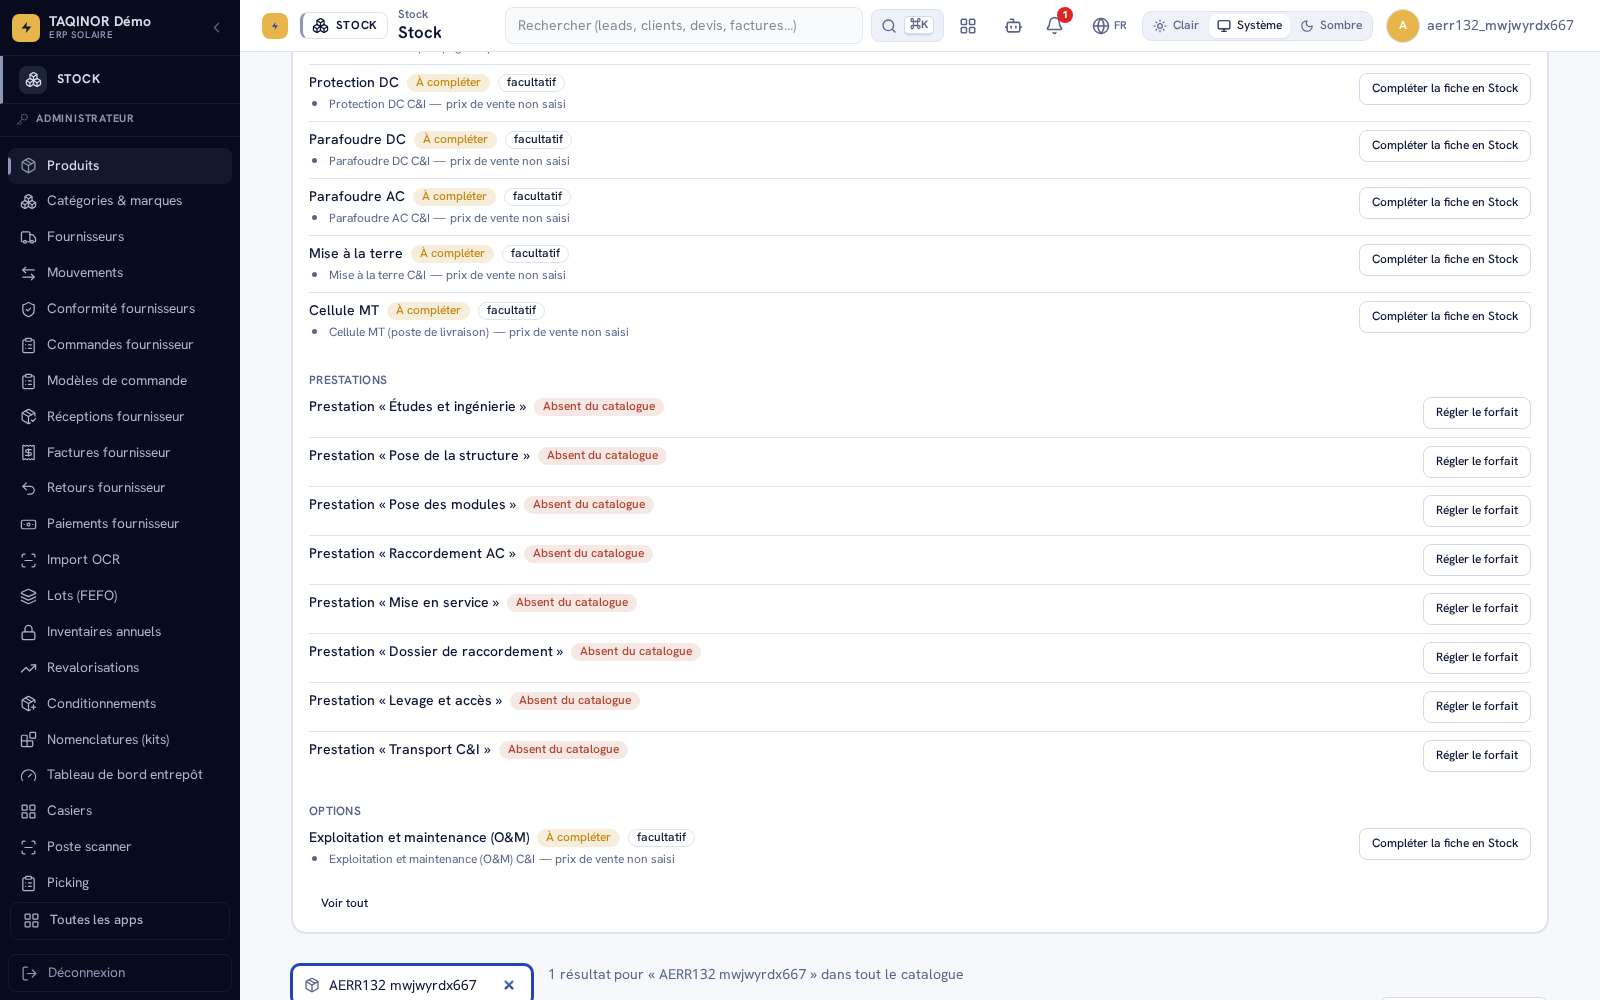 TAQINOR Démo
ERP SOLAIRE
STOCK
ADMINISTRATEUR
Produits
Catégories & marques
Fournisseurs
Mouvements
Conformité fournisseurs
Commandes fournisseur
Modèles de commande
Réceptions fournisseur
Factures fournisseur
Retours fournisseur
Paiements fournisseur
Import OCR
Lots (FEFO)
Inventaires annuels
Revalorisations
Conditionnements
Nomenclatures (kits)
Tableau de bord entrepôt
Casiers
Poste scanner
Picking
Toutes les apps
Déconnexion
STOCK
Stock
Stock
Rechercher (leads, clients, devis, factures…)
⌘K
1
FR
Clair
Système
Sombre
A
aerr132_mwjwyrdx667
Protection DC À compléter facultatif
Compléter la fiche en Stock
• Protection DC C&I — prix de vente non saisi
Parafoudre DC À compléter facultatif
Compléter la fiche en Stock
• Parafoudre DC C&I — prix de vente non saisi
Parafoudre AC À compléter facultatif
Compléter la fiche en Stock
• Parafoudre AC C&I — prix de vente non saisi
Mise à la terre À compléter facultatif
Compléter la fiche en Stock
• Mise à la terre C&I — prix de vente non saisi
Cellule MT À compléter facultatif
Compléter la fiche en Stock
• Cellule MT (poste de livraison) — prix de vente non saisi
PRESTATIONS
Prestation « Études et ingénierie » Absent du catalogue Régler le forfait
Prestation « Pose de la structure » Absent du catalogue Régler le forfait
Prestation « Pose des modules » Absent du catalogue Régler le forfait
Prestation « Raccordement AC » Absent du catalogue Régler le forfait
Prestation « Mise en service » Absent du catalogue Régler le forfait
Prestation « Dossier de raccordement » Absent du catalogue Régler le forfait
Prestation « Levage et accès » Absent du catalogue Régler le forfait
Prestation « Transport C&I » Absent du catalogue Régler le forfait
OPTIONS
Exploitation et maintenance (O&M) À compléter facultatif
Compléter la fiche en Stock
• Exploitation et maintenance (O&M) C&I — prix de vente non saisi
Voir tout
AERR132 mwjwyrdx667
1 résultat pour « AERR132 mwjwyrdx667 » dans tout le catalogue